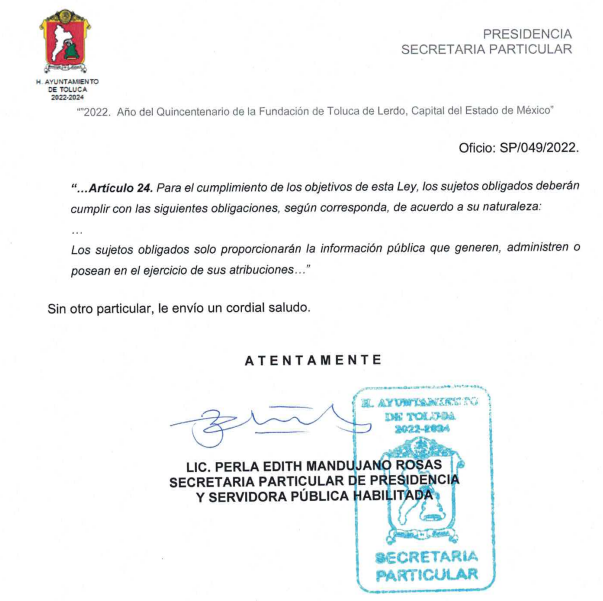 PRESIDENCIA
SECRETARIA PARTICULAR
H. AYUNTAMIENTO
DE TOLUCA
2022-2024
""2022. Año del Quincentenario de la Fundación de Toluca de Lerdo, Capital del Estado de México"
Oficio: SP/049/2022.
"…Artículo 24. Para el cumplimiento de los objetivos de esta Ley, los sujetos obligados deberán
cumplir con las siguientes obligaciones, según corresponda, de acuerdo a su naturaleza:
…
Los sujetos obligados solo proporcionarán la información pública que generen, administren o
posean en el ejercicio de sus atribuciones…"
Sin otro particular, le envío un cordial saludo.
ATENTAMENTE
H. AYUNTAMIENTO
DE TOLUCA
2022-2024
LIC. PERLA EDITH MANDUJANO ROSAS
SECRETARIA PARTICULAR DE PRESIDENCIA
Y SERVIDORA PÚBLICA HABILITADA
SECRETARIA
PARTICULAR